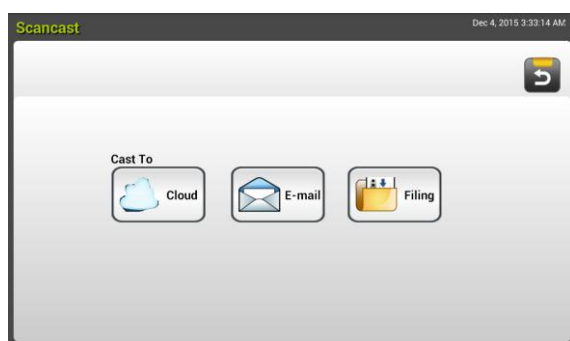 Scancast
Dec 4, 2015 3:33:14 AM
Cast To
Cloud
E-mail
Filing